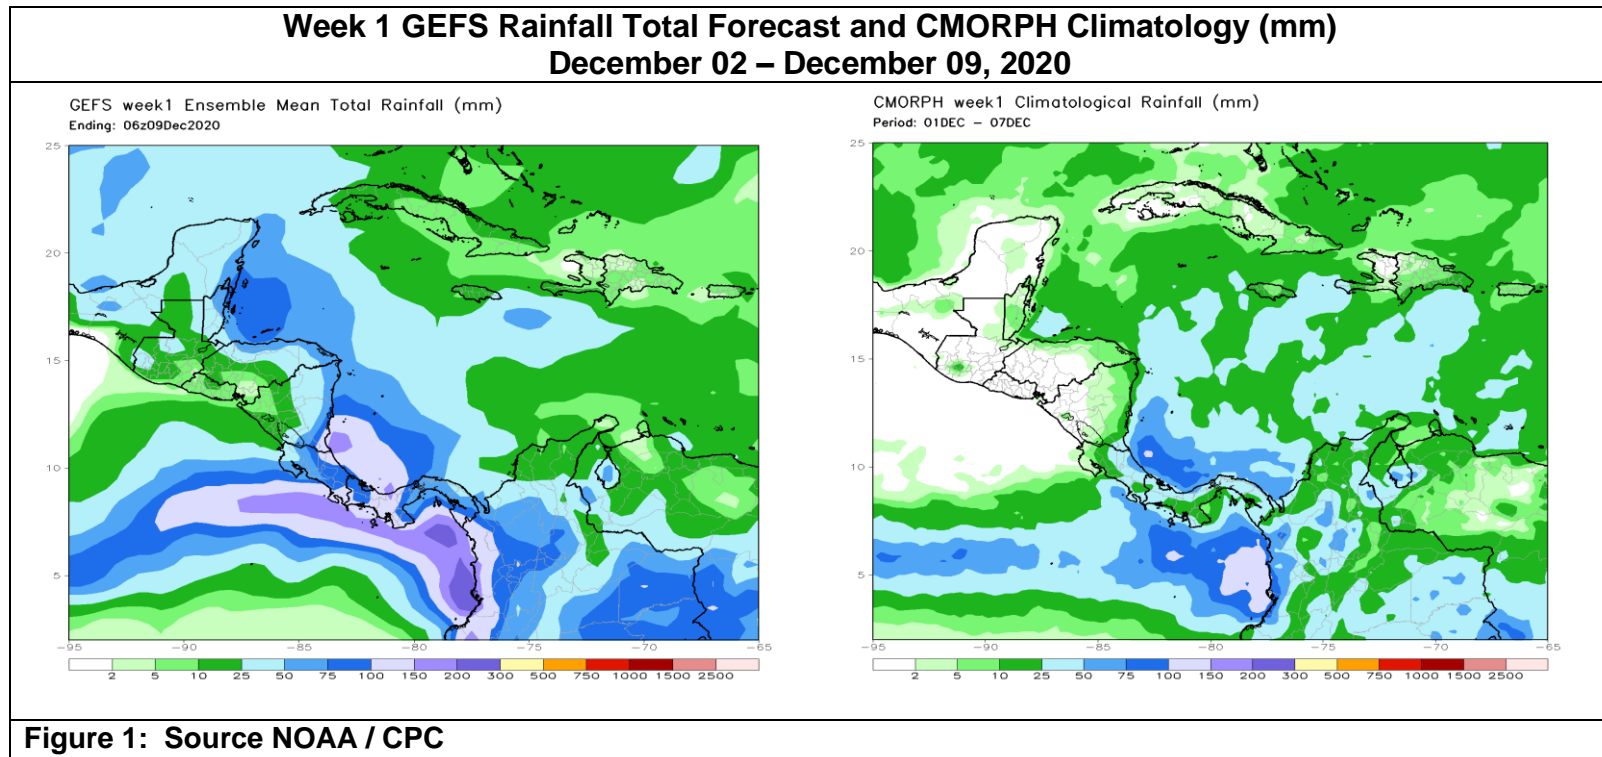 Week 1 GEFS Rainfall Total Forecast and CMORPH Climatology (mm)
December 02 – December 09, 2020
GEFS week1 Ensemble Mean Total Rainfall (mm)
Ending: 06z09Dec2020
25
20
15
10
5
−95
−90
−85
−80
−75
−70
−65
2 5 10 25 50 75 100 150 200 300 500 750 1000 1500 2500
CMORPH week1 Climatological Rainfall (mm)
Period: 01DEC − 07DEC
25
20
15
10
5
−95
−90
−85
−80
−75
−70
−65
2 5 10 25 50 75 100 150 200 300 500 750 1000 1500 2500
Figure 1: Source NOAA / CPC